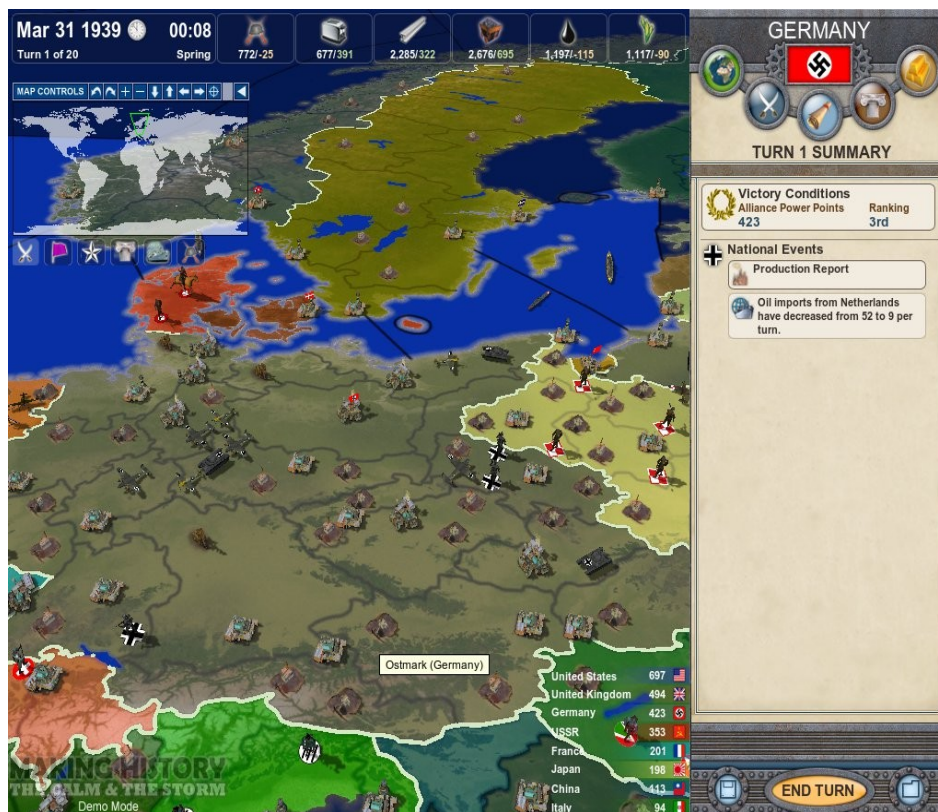 Mar 31 1939 00:08
Turn 1 of 20 Spring
772/-25 677/391 2,285/322 2,676/695 1,197/-115 1,117/-90
MAP CONTROLS
GERMANY
TURN 1 SUMMARY
Victory Conditions
Alliance Power Points Ranking
423 3rd
National Events
Production Report
Oil imports from Netherlands
have decreased from 52 to 9 per
turn.
Ostmark (Germany)
United States 697
United Kingdom 494
Germany 423
USSR 353
France 201
Japan 198
China 113
Italy 94
MAKING HISTORY
THE CALM & THE STORM
Demo Mode
END TURN